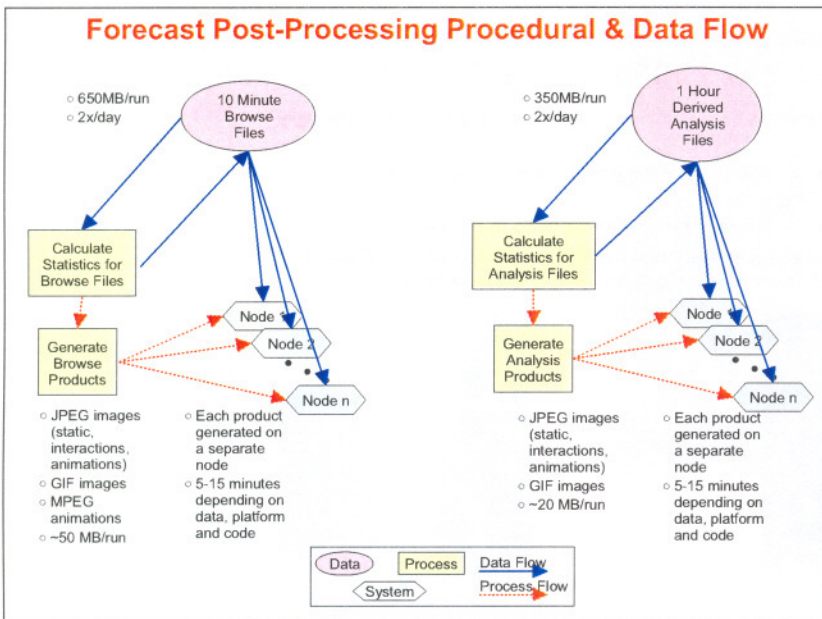 Forecast Post-Processing Procedural & Data Flow
○ 650MB/run
○ 2x/day
10 Minute
Browse
Files
Calculate
Statistics for
Browse Files
Generate
Browse
Products
Node 1
Node 2
Node n
○ JPEG images
(static,
interactions,
animations)
○ GIF images
○ MPEG
animations
○ ~50 MB/run
○ Each product
generated on
a separate
node
○ 5-15 minutes
depending on
data, platform
and code
○ 350MB/run
○ 2x/day
1 Hour
Derived
Analysis
Files
Calculate
Statistics for
Analysis Files
Generate
Analysis
Products
Node 1
Node 2
Node n
○ JPEG images
(static,
interactions,
animations)
○ GIF images
○ ~20 MB/run
○ Each product
generated on
a separate
node
○ 5-15 minutes
depending on
data, platform
and code
Data
Process
Data Flow
System
Process Flow